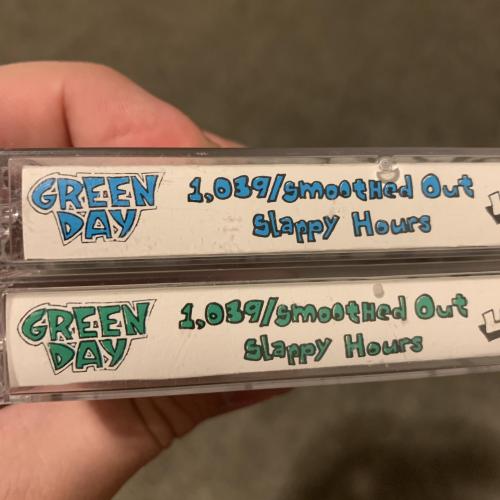 GREEN DAY
1,039/smoothed Out
slappy Hours
GREEN DAY
1,039/smoothed Out
slappy Hours